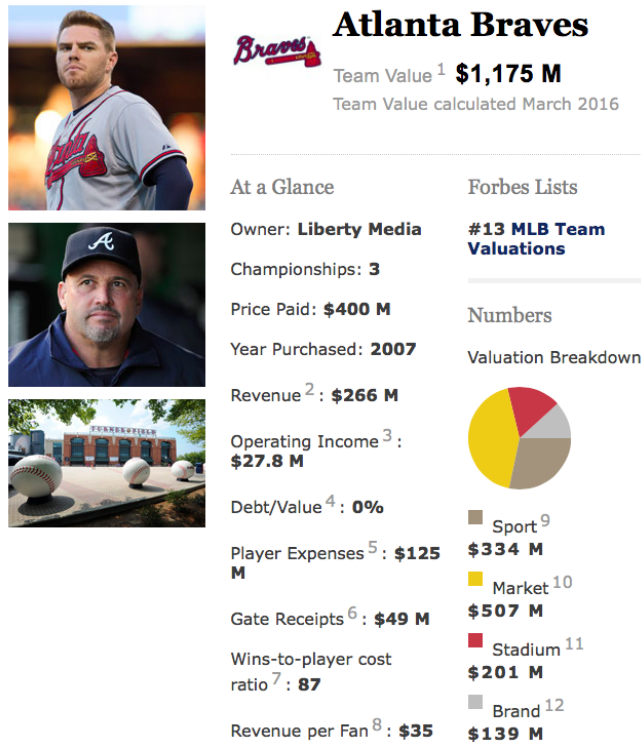 Atlanta Braves
Braves
Team Value 1 $1,175 M
Team Value calculated March 2016
At a Glance
Owner: Liberty Media
Championships: 3
Price Paid: $400 M
Year Purchased: 2007
Revenue 2 : $266 M
Operating Income 3 :
$27.8 M
Debt/Value 4 : 0%
Player Expenses 5 : $125
M
Gate Receipts 6 : $49 M
Wins-to-player cost
ratio 7 : 87
Revenue per Fan 8 : $35
Forbes Lists
#13 MLB Team
Valuations
Numbers
Valuation Breakdown
Sport 9
$334 M
Market 10
$507 M
Stadium 11
$201 M
Brand 12
$139 M
A
TURNER FIELD